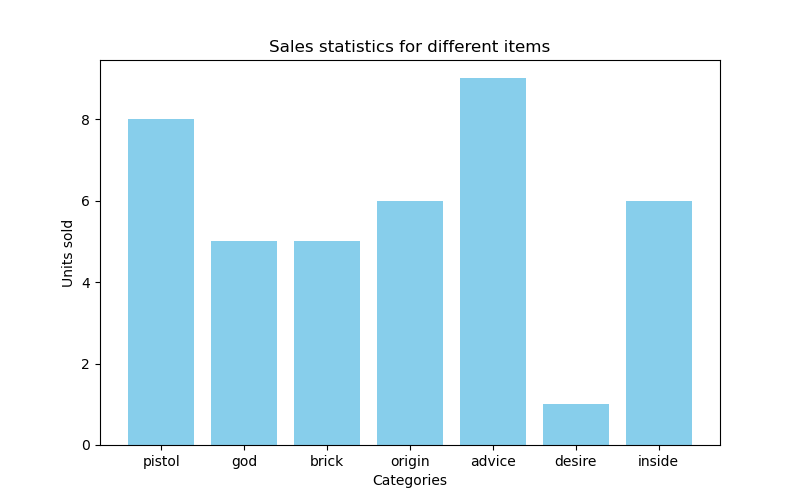 Sales statistics for different items
8
6
4
2
0
Units sold
pistol god brick origin advice desire inside
Categories